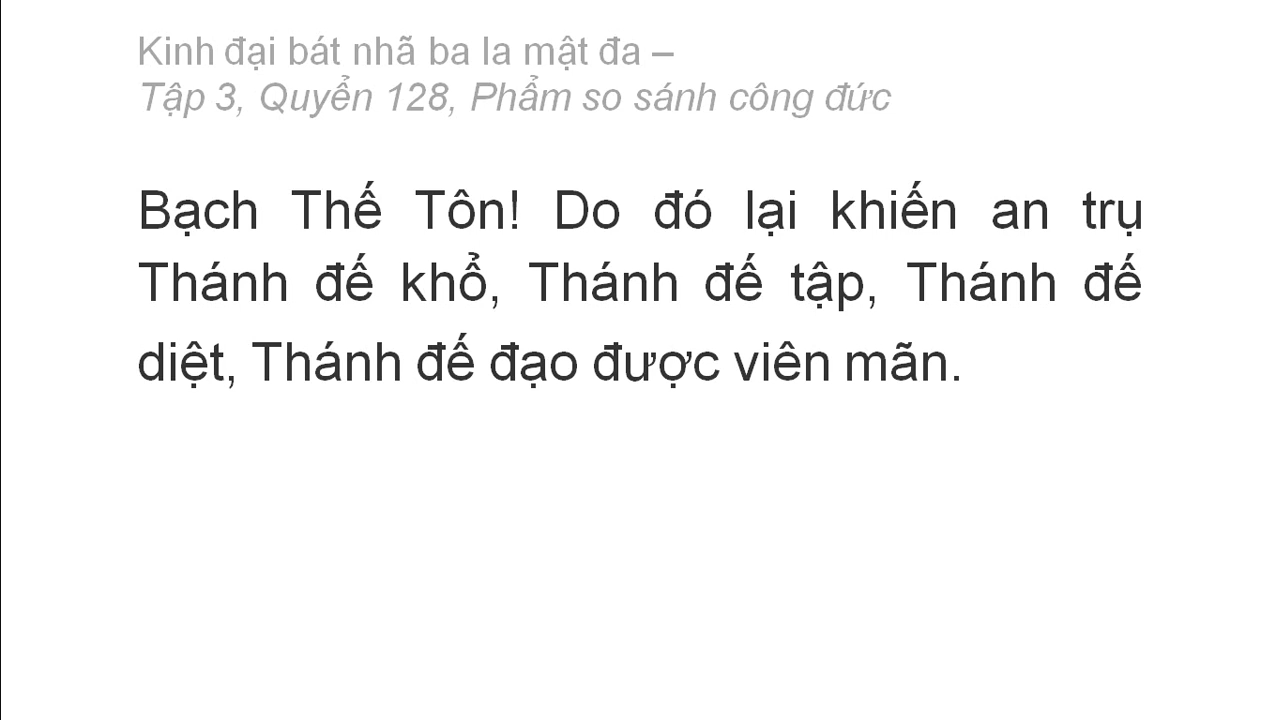 Kinh đại bát nhã ba la mật đa –
Tập 3, Quyển 128, Phẩm so sánh công đức
Bạch Thế Tôn! Do đó lại khiến an trụ
Thánh đế khổ, Thánh đế tập, Thánh đế
diệt, Thánh đế đạo được viên mãn.